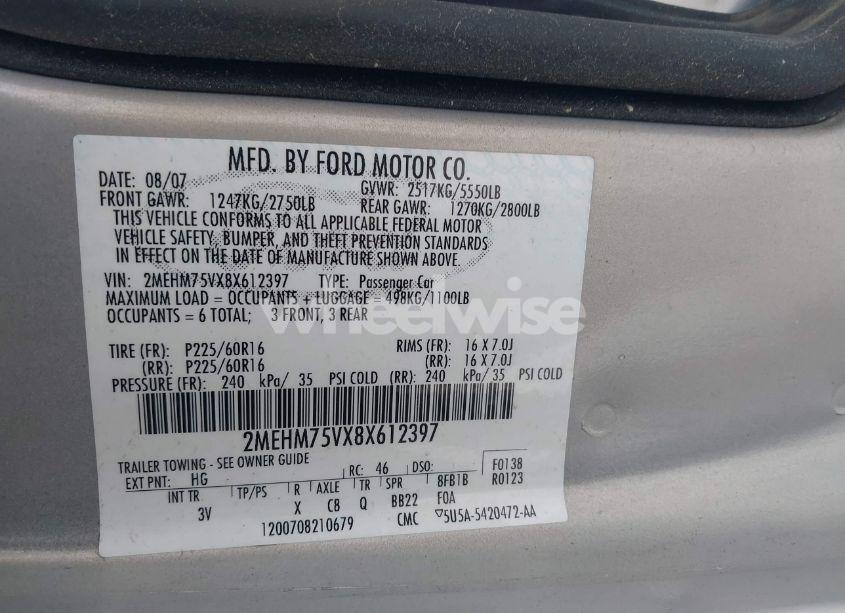 MFD. BY FORD MOTOR CO.
DATE: 08/07 GVWR: 2517KG/5550LB
FRONT GAWR: 1247KG/2750LB REAR GAWR: 1270KG/2800LB
THIS VEHICLE CONFORMS TO ALL APPLICABLE FEDERAL MOTOR
VEHICLE SAFETY, BUMPER, AND THEFT PREVENTION STANDARDS
IN EFFECT ON THE DATE OF MANUFACTURE SHOWN ABOVE.
VIN: 2MEHM75VX8X612397 TYPE: Passenger Car
MAXIMUM LOAD = OCCUPANTS + LUGGAGE = 498KG/1100LB
OCCUPANTS = 6 TOTAL; 3 FRONT, 3 REAR
wheelwise
TIRE (FR): P225/60R16 RIMS (FR): 16 X 7.0J
(RR): P225/60R16 (RR): 16 X 7.0J
PRESSURE (FR): 240 kPa/ 35 PSI COLD (RR): 240 kPa/ 35 PSI COLD
2MEHM75VX8X612397
TRAILER TOWING - SEE OWNER GUIDE
EXT PNT: HG RC: 46 DSO: F0138
R0123
INT TR TP/PS R AXLE TR SPR 8FB1B
3V X CB Q BB22 FOA
1200708210679 CMC ▽5U5A-5420472-AA